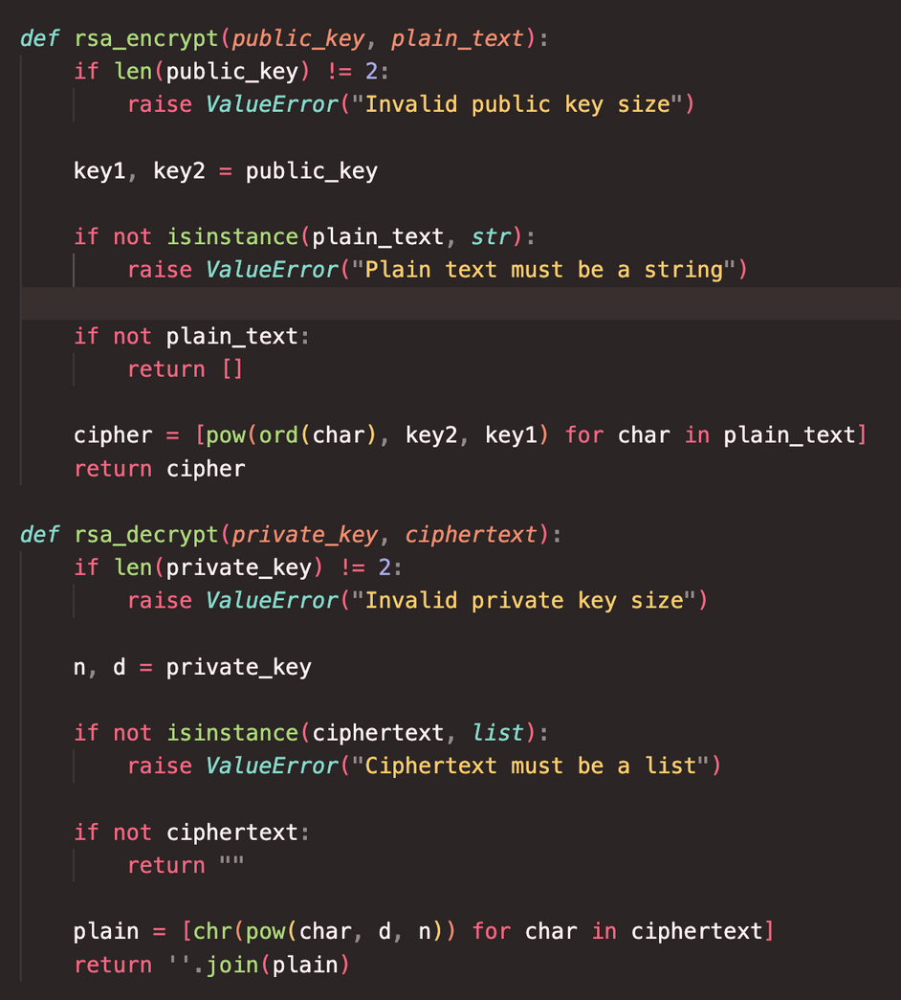 def rsa_encrypt(public_key, plain_text):
    if len(public_key) != 2:
        raise ValueError("Invalid public key size")
    key1, key2 = public_key
    if not isinstance(plain_text, str):
        raise ValueError("Plain text must be a string")
    if not plain_text:
        return []
    cipher = [pow(ord(char), key2, key1) for char in plain_text]
    return cipher
def rsa_decrypt(private_key, ciphertext):
    if len(private_key) != 2:
        raise ValueError("Invalid private key size")
    n, d = private_key
    if not isinstance(ciphertext, list):
        raise ValueError("Ciphertext must be a list")
    if not ciphertext:
        return ""
    plain = [chr(pow(char, d, n)) for char in ciphertext]
    return ''.join(plain)